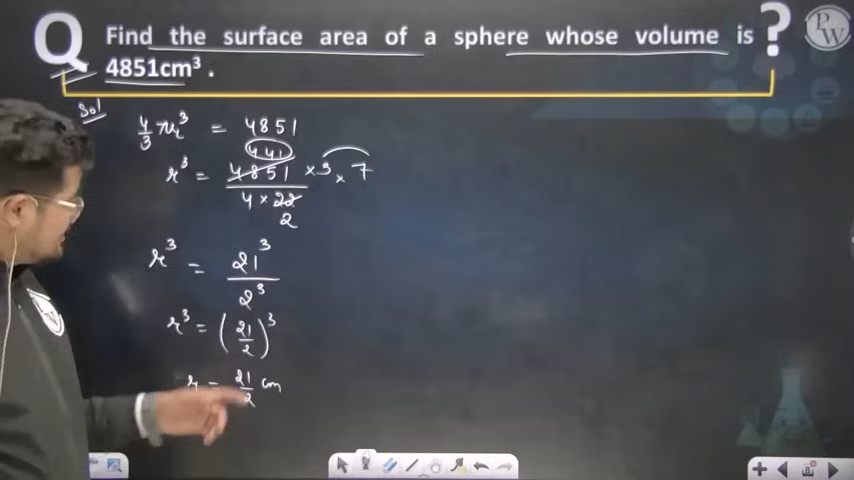 Q Find the surface area of a sphere whose volume is ?
4851cm³ .
PW
Sol
4/3 πr³ = 4851
441
r³ = 4851 × 3 × 7 / 4 × 22
2
r³ = 21³ / 2³
r³ = (21/2)³
r = 21/2 cm